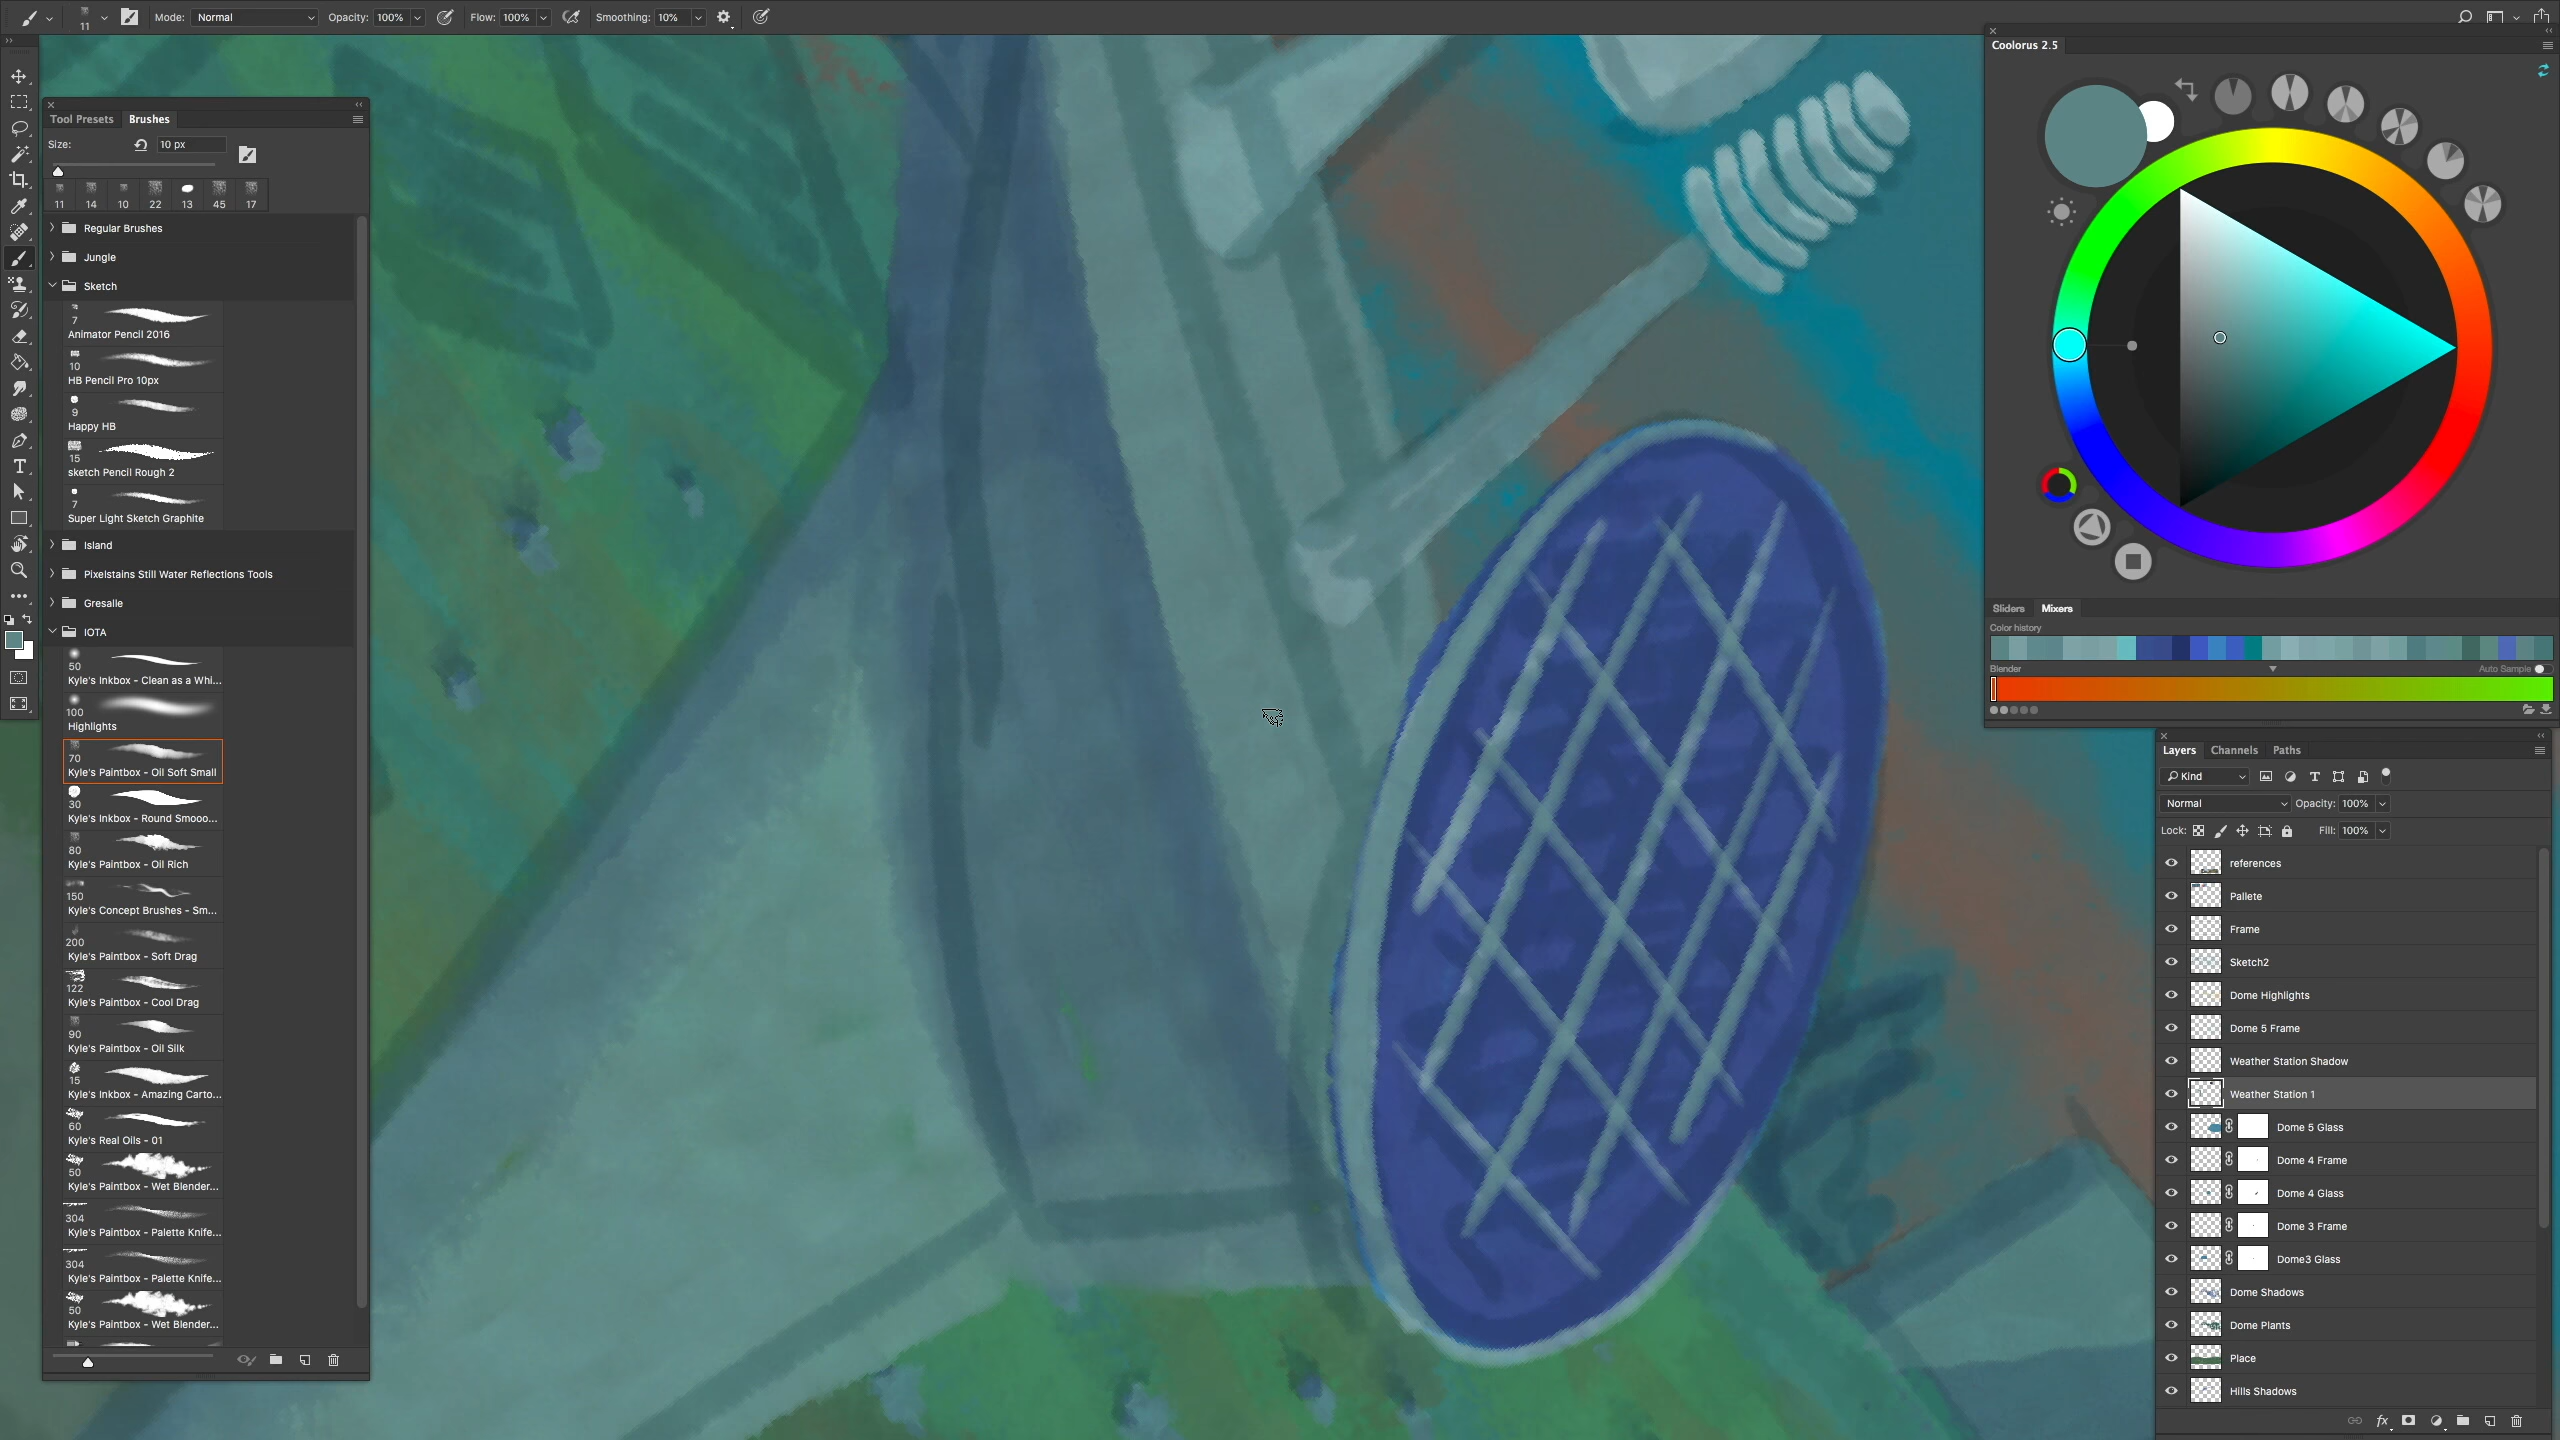 11
Mode: Normal
Opacity: 100%
Flow: 100%
Smoothing: 10%
Tool Presets
Brushes
Size:
10 px
11 14 10 22 13 45 17
Regular Brushes
Jungle
Sketch
7
Animator Pencil 2016
10
HB Pencil Pro 10px
9
Happy HB
15
sketch Pencil Rough 2
7
Super Light Sketch Graphite
Island
Pixelstains Still Water Reflections Tools
Gresalle
IOTA
50
Kyle's Inkbox - Clean as a Whi...
100
Highlights
70
Kyle's Paintbox - Oil Soft Small
30
Kyle's Inkbox - Round Smooo...
80
Kyle's Paintbox - Oil Rich
150
Kyle's Concept Brushes - Sm...
200
Kyle's Paintbox - Soft Drag
122
Kyle's Paintbox - Cool Drag
90
Kyle's Paintbox - Oil Silk
15
Kyle's Inkbox - Amazing Carto...
60
Kyle's Real Oils - 01
50
Kyle's Paintbox - Wet Blender...
304
Kyle's Paintbox - Palette Knife...
304
Kyle's Paintbox - Palette Knife...
50
Kyle's Paintbox - Wet Blender...
Coolorus 2.5
Sliders
Mixers
Color history
Blender
Auto Sample
Layers
Channels
Paths
Kind
Normal
Opacity: 100%
Lock:
Fill: 100%
references
Pallete
Frame
Sketch2
Dome Highlights
Dome 5 Frame
Weather Station Shadow
Weather Station 1
Dome 5 Glass
Dome 4 Frame
Dome 4 Glass
Dome 3 Frame
Dome3 Glass
Dome Shadows
Dome Plants
Place
Hills Shadows
fx